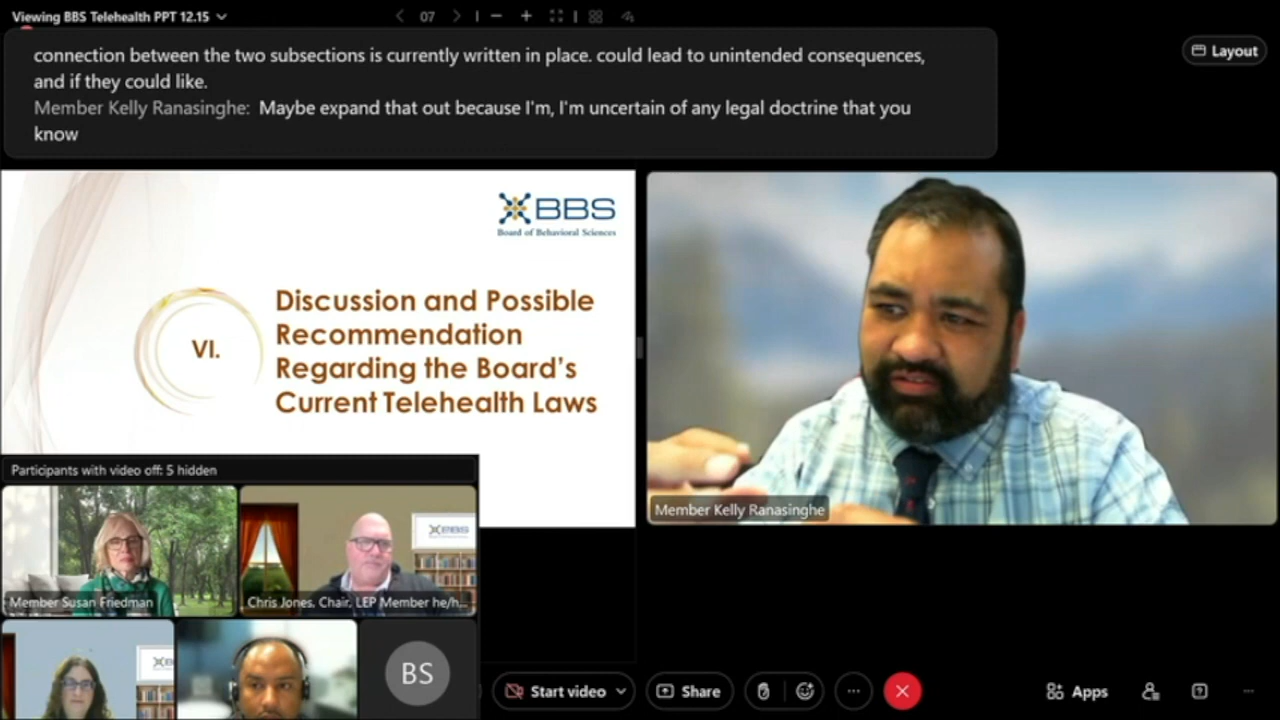 Viewing BBS Telehealth PPT 12.15
07
connection between the two subsections is currently written in place. could lead to unintended consequences,
and if they could like.
Member Kelly Ranasinghe: Maybe expand that out because I'm, I'm uncertain of any legal doctrine that you
know
Layout
BBS
Board of Behavioral Sciences
VI.
Discussion and Possible
Recommendation
Regarding the Board's
Current Telehealth Laws
Member Kelly Ranasinghe
Participants with video off: 5 hidden
BBS
Member Susan Friedman
Chris Jones. Chair, LEP Member he/h...
BS
Start video
Share
Apps